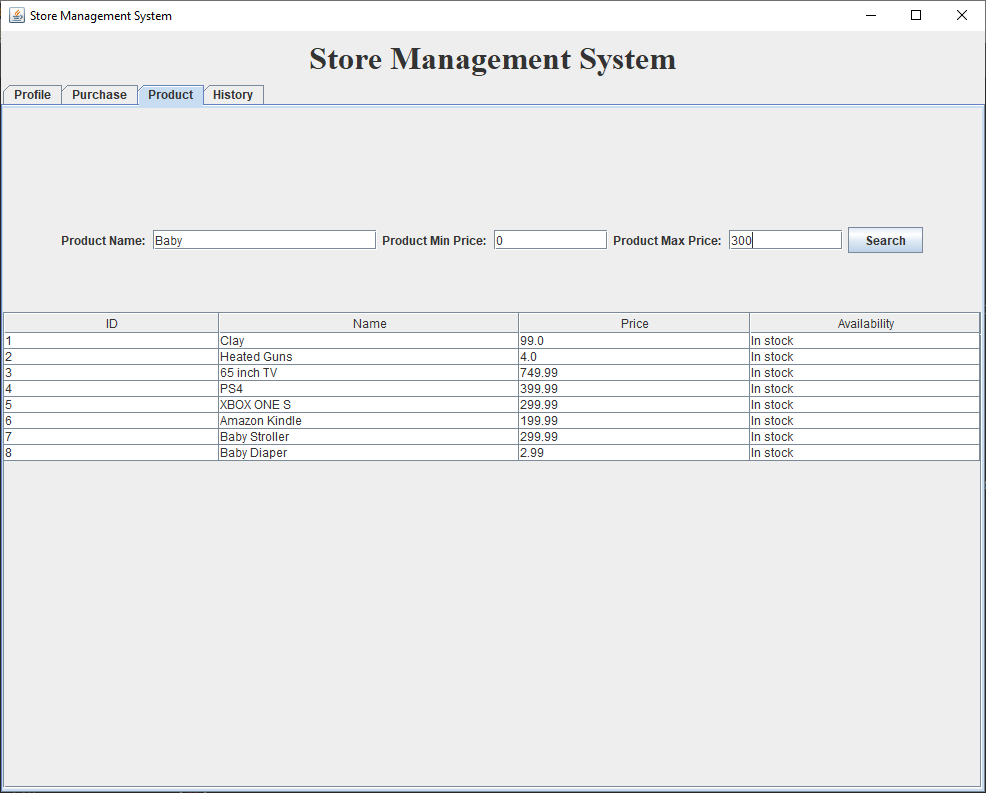 Store Management System
Store Management System
Profile Purchase Product History
Product Name: Baby Product Min Price: 0 Product Max Price: 300 Search
ID Name Price Availability
1 Clay 99.0 In stock
2 Heated Guns 4.0 In stock
3 65 inch TV 749.99 In stock
4 PS4 399.99 In stock
5 XBOX ONE S 299.99 In stock
6 Amazon Kindle 199.99 In stock
7 Baby Stroller 299.99 In stock
8 Baby Diaper 2.99 In stock